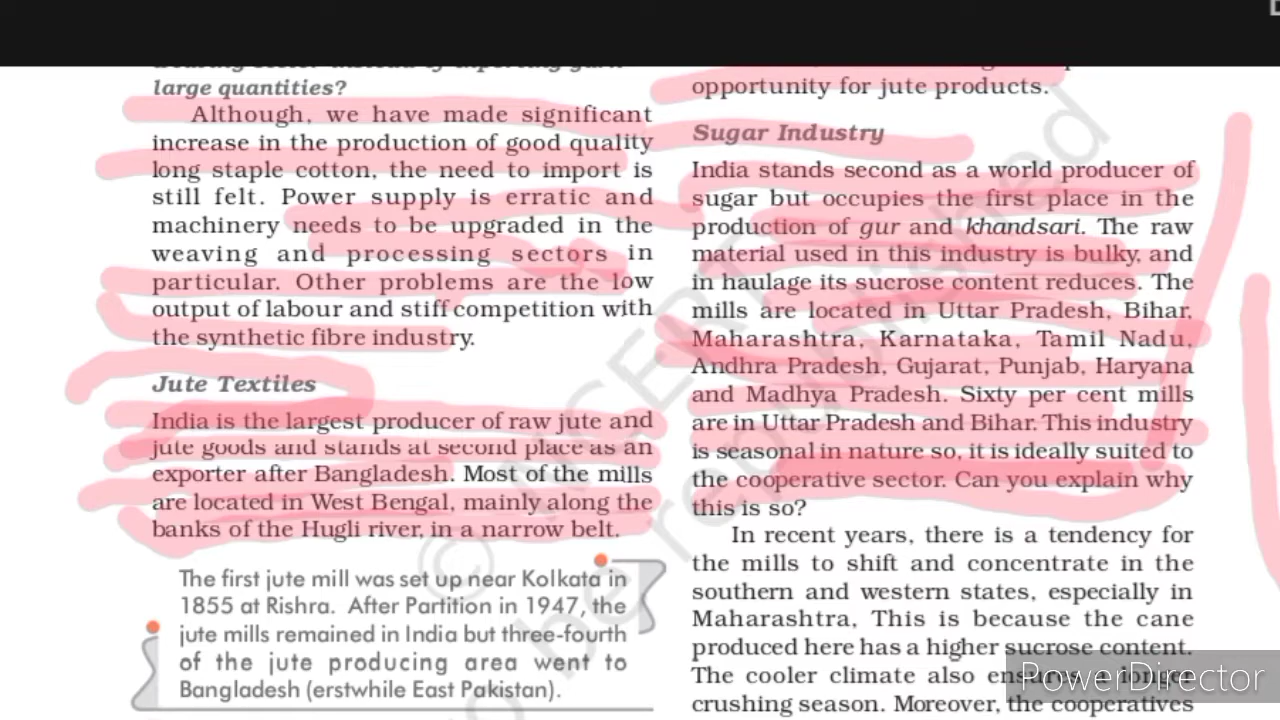 large quantities?
Although, we have made significant
increase in the production of good quality
long staple cotton, the need to import is
still felt. Power supply is erratic and
machinery needs to be upgraded in the
weaving and processing sectors in
particular. Other problems are the low
output of labour and stiff competition with
the synthetic fibre industry.
Jute Textiles
India is the largest producer of raw jute and
jute goods and stands at second place as an
exporter after Bangladesh. Most of the mills
are located in West Bengal, mainly along the
banks of the Hugli river, in a narrow belt.
The first jute mill was set up near Kolkata in
1855 at Rishra. After Partition in 1947, the
jute mills remained in India but three-fourth
of the jute producing area went to
Bangladesh (erstwhile East Pakistan).
opportunity for jute products.
Sugar Industry
India stands second as a world producer of
sugar but occupies the first place in the
production of gur and khandsari. The raw
material used in this industry is bulky, and
in haulage its sucrose content reduces. The
mills are located in Uttar Pradesh, Bihar,
Maharashtra, Karnataka, Tamil Nadu,
Andhra Pradesh, Gujarat, Punjab, Haryana
and Madhya Pradesh. Sixty per cent mills
are in Uttar Pradesh and Bihar. This industry
is seasonal in nature so, it is ideally suited to
the cooperative sector. Can you explain why
this is so?
In recent years, there is a tendency for
the mills to shift and concentrate in the
southern and western states, especially in
Maharashtra, This is because the cane
produced here has a higher sucrose content.
The cooler climate also ensures a longer
crushing season. Moreover, the cooperatives
© NCERT
be republished
PowerDirector